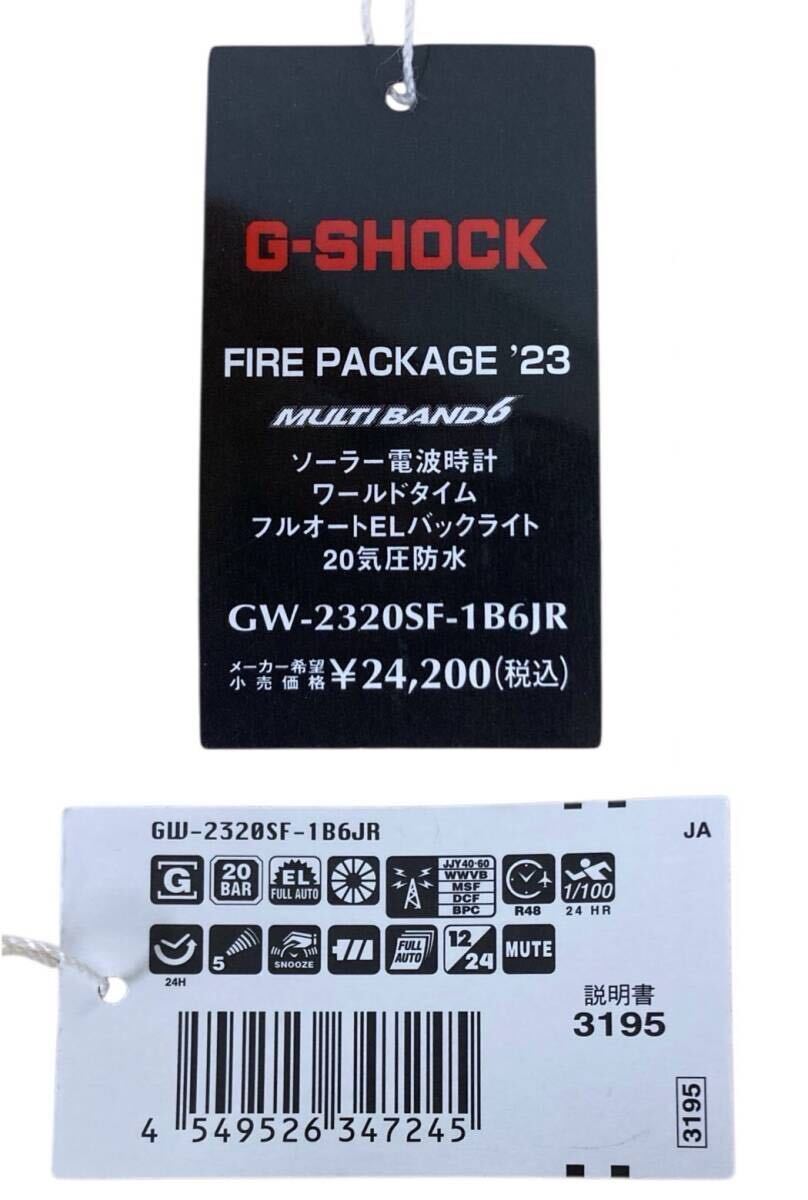 G-SHOCK
FIRE PACKAGE ’23
MULTI BAND 6
ソーラー電波時計
ワールドタイム
フルオートELバックライト
20気圧防水
GW-2320SF-1B6JR
メーカー希望小売価格 ¥24,200(税込)
GW-2320SF-1B6JR
JA
G
20 BAR
EL FULL AUTO
JJY40-60
WWVB
MSF
DCF
BPC
R48
1/100
24 HR
24H
5
SNOOZE
FULL AUTO
12/24
MUTE
説明書
3195
4 549526 347245
3195